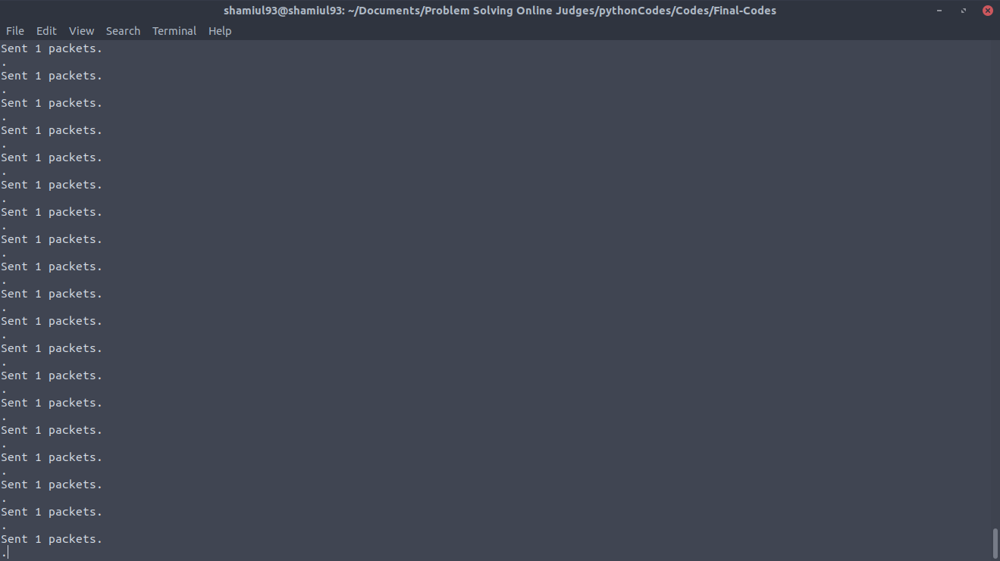 shamiul93@shamiul93: ~/Documents/Problem Solving Online Judges/pythonCodes/Codes/Final-Codes
File Edit View Search Terminal Help
Sent 1 packets.
.
Sent 1 packets.
.
Sent 1 packets.
.
Sent 1 packets.
.
Sent 1 packets.
.
Sent 1 packets.
.
Sent 1 packets.
.
Sent 1 packets.
.
Sent 1 packets.
.
Sent 1 packets.
.
Sent 1 packets.
.
Sent 1 packets.
.
Sent 1 packets.
.
Sent 1 packets.
.
Sent 1 packets.
.
Sent 1 packets.
.
Sent 1 packets.
.
Sent 1 packets.
.
Sent 1 packets.
.